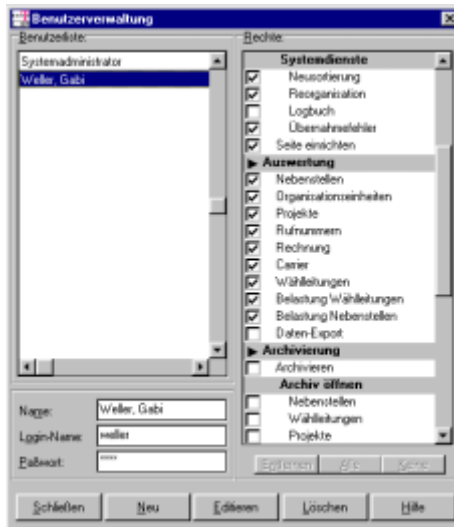 Benutzerverwaltung
Benutzerliste:
Systemadministrator
Weller, Gabi
Rechte:
Systemdienste
Neusortierung
Reorganisation
Logbuch
Übernahmefehler
Seite einrichten
Auswertung
Nebenstellen
Organisationseinheiten
Projekte
Rufnummern
Rechnung
Carrier
Wählleitungen
Belastung Wählleitungen
Belastung Nebenstellen
Daten-Export
Archivierung
Archivieren
Archiv öffnen
Nebenstellen
Wählleitungen
Projekte
Name: Weller, Gabi
Login-Name: weller
Paßwort: ****
Entfernen Alle Keine
Schließen Neu Editieren Löschen Hilfe